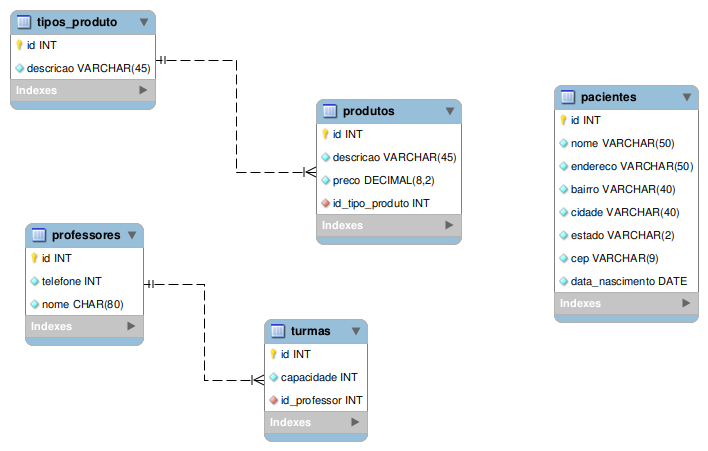 tipos_produto
id INT
descricao VARCHAR(45)
Indexes
produtos
id INT
descricao VARCHAR(45)
preco DECIMAL(8,2)
id_tipo_produto INT
Indexes
pacientes
id INT
nome VARCHAR(50)
endereco VARCHAR(50)
bairro VARCHAR(40)
cidade VARCHAR(40)
estado VARCHAR(2)
cep VARCHAR(9)
data_nascimento DATE
Indexes
professores
id INT
telefone INT
nome CHAR(80)
Indexes
turmas
id INT
capacidade INT
id_professor INT
Indexes